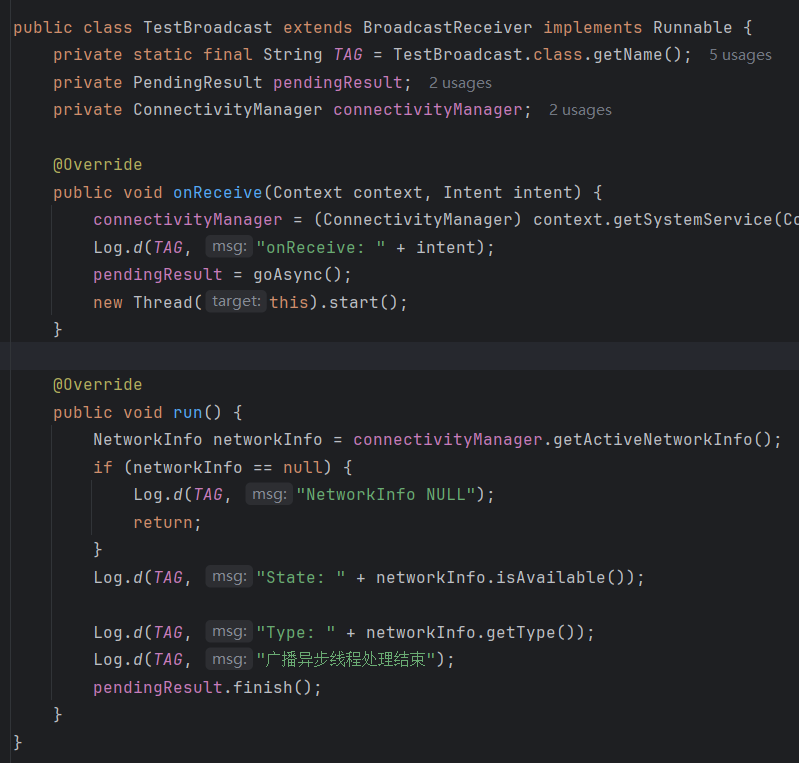 public class TestBroadcast extends BroadcastReceiver implements Runnable {
private static final String TAG = TestBroadcast.class.getName(); 5 usages
private PendingResult pendingResult; 2 usages
private ConnectivityManager connectivityManager; 2 usages
@Override
public void onReceive(Context context, Intent intent) {
connectivityManager = (ConnectivityManager) context.getSystemService(Co
Log.d(TAG, msg: "onReceive: " + intent);
pendingResult = goAsync();
new Thread( target: this).start();
}
@Override
public void run() {
NetworkInfo networkInfo = connectivityManager.getActiveNetworkInfo();
if (networkInfo == null) {
Log.d(TAG, msg: "NetworkInfo NULL");
return;
}
Log.d(TAG, msg: "State: " + networkInfo.isAvailable());
Log.d(TAG, msg: "Type: " + networkInfo.getType());
Log.d(TAG, msg: "广播异步线程处理结束");
pendingResult.finish();
}
}